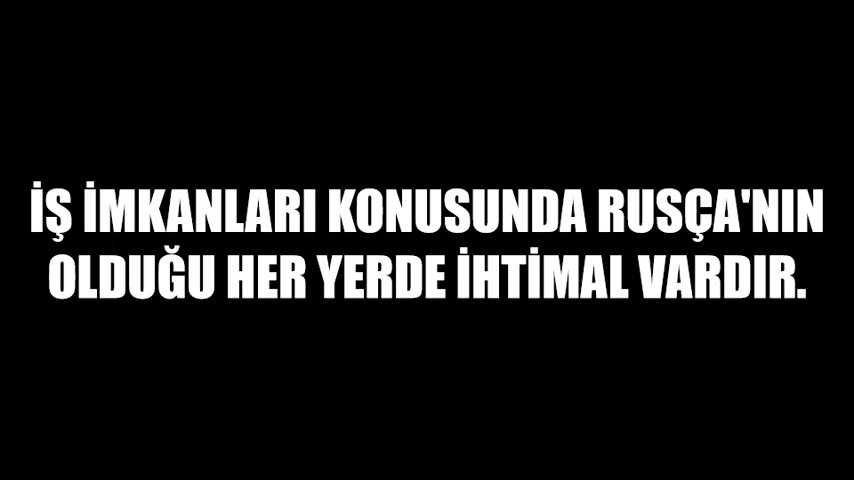 İŞ İMKANLARI KONUSUNDA RUSÇA'NIN
OLDUĞU HER YERDE İHTİMAL VARDIR.